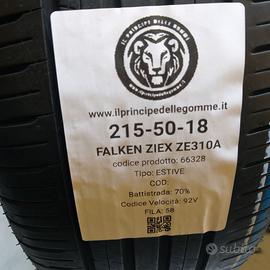 IL PRINCIPE DELLE GOMME
www.ilprincipedellegomme.it
215-50-18
FALKEN ZIEX ZE310A
codice prodotto: 66328
Tipo: ESTIVE
COD.
Battistrada: 70%
Codice Velocità: 92V
FILA: 58
subito